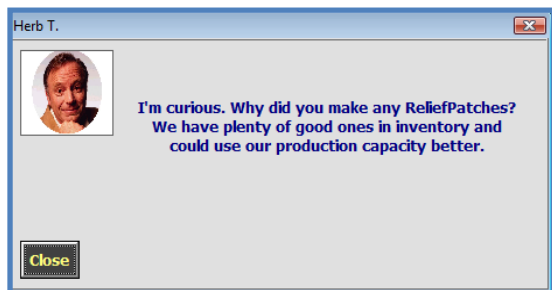 Herb T.
I'm curious. Why did you make any ReliefPatches?
We have plenty of good ones in inventory and
could use our production capacity better.
Close